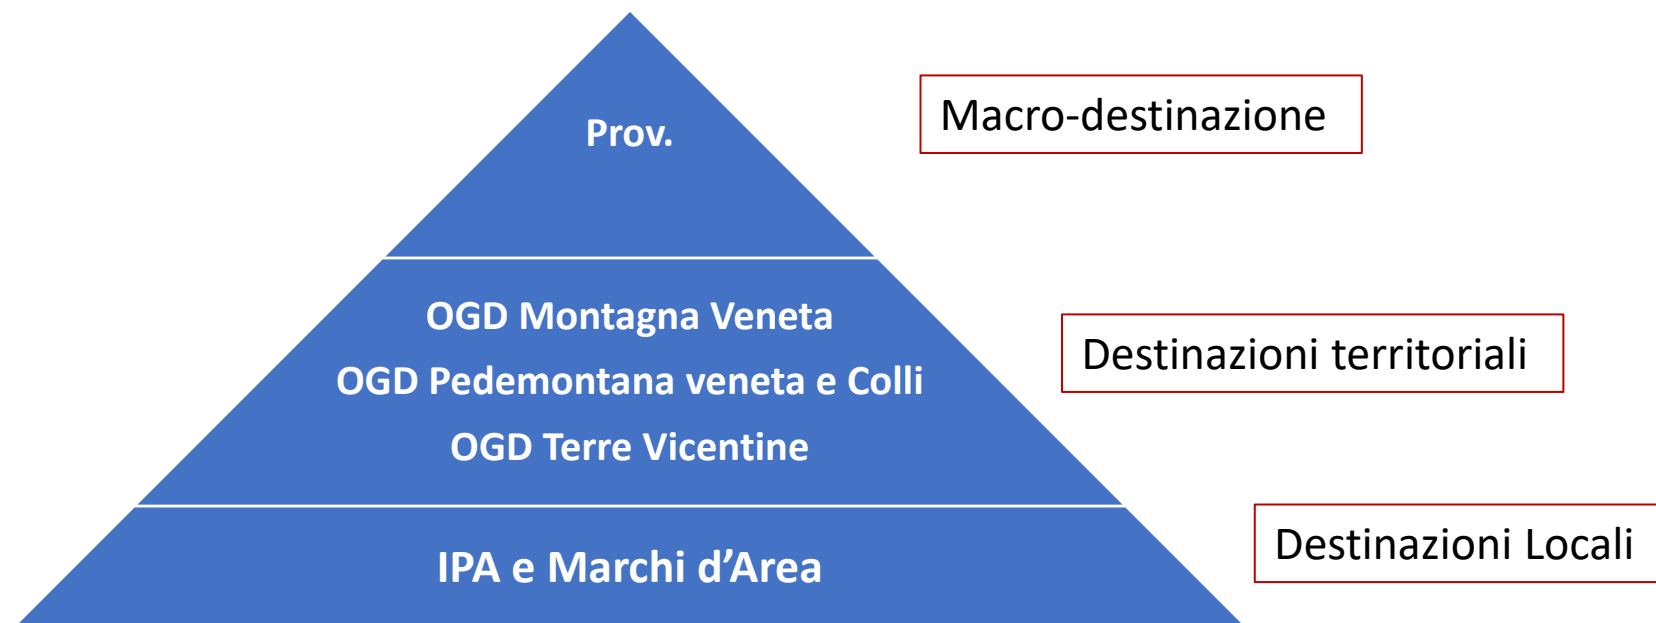 Prov.
Macro-destinazione
OGD Montagna Veneta
OGD Pedemontana veneta e Colli
OGD Terre Vicentine
Destinazioni territoriali
IPA e Marchi d’Area
Destinazioni Locali